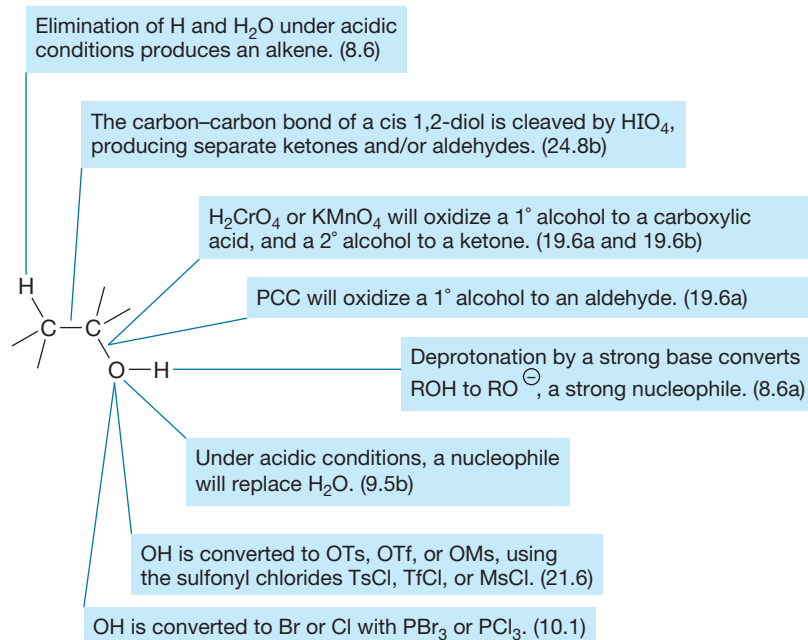 Elimination of H and H₂O under acidic
conditions produces an alkene. (8.6)
The carbon–carbon bond of a cis 1,2-diol is cleaved by HIO₄,
producing separate ketones and/or aldehydes. (24.8b)
H₂CrO₄ or KMnO₄ will oxidize a 1° alcohol to a carboxylic
acid, and a 2° alcohol to a ketone. (19.6a and 19.6b)
PCC will oxidize a 1° alcohol to an aldehyde. (19.6a)
H
C—C
O—H
Deprotonation by a strong base converts
ROH to RO⊖, a strong nucleophile. (8.6a)
Under acidic conditions, a nucleophile
will replace H₂O. (9.5b)
OH is converted to OTs, OTf, or OMs, using
the sulfonyl chlorides TsCl, TfCl, or MsCl. (21.6)
OH is converted to Br or Cl with PBr₃ or PCl₃. (10.1)